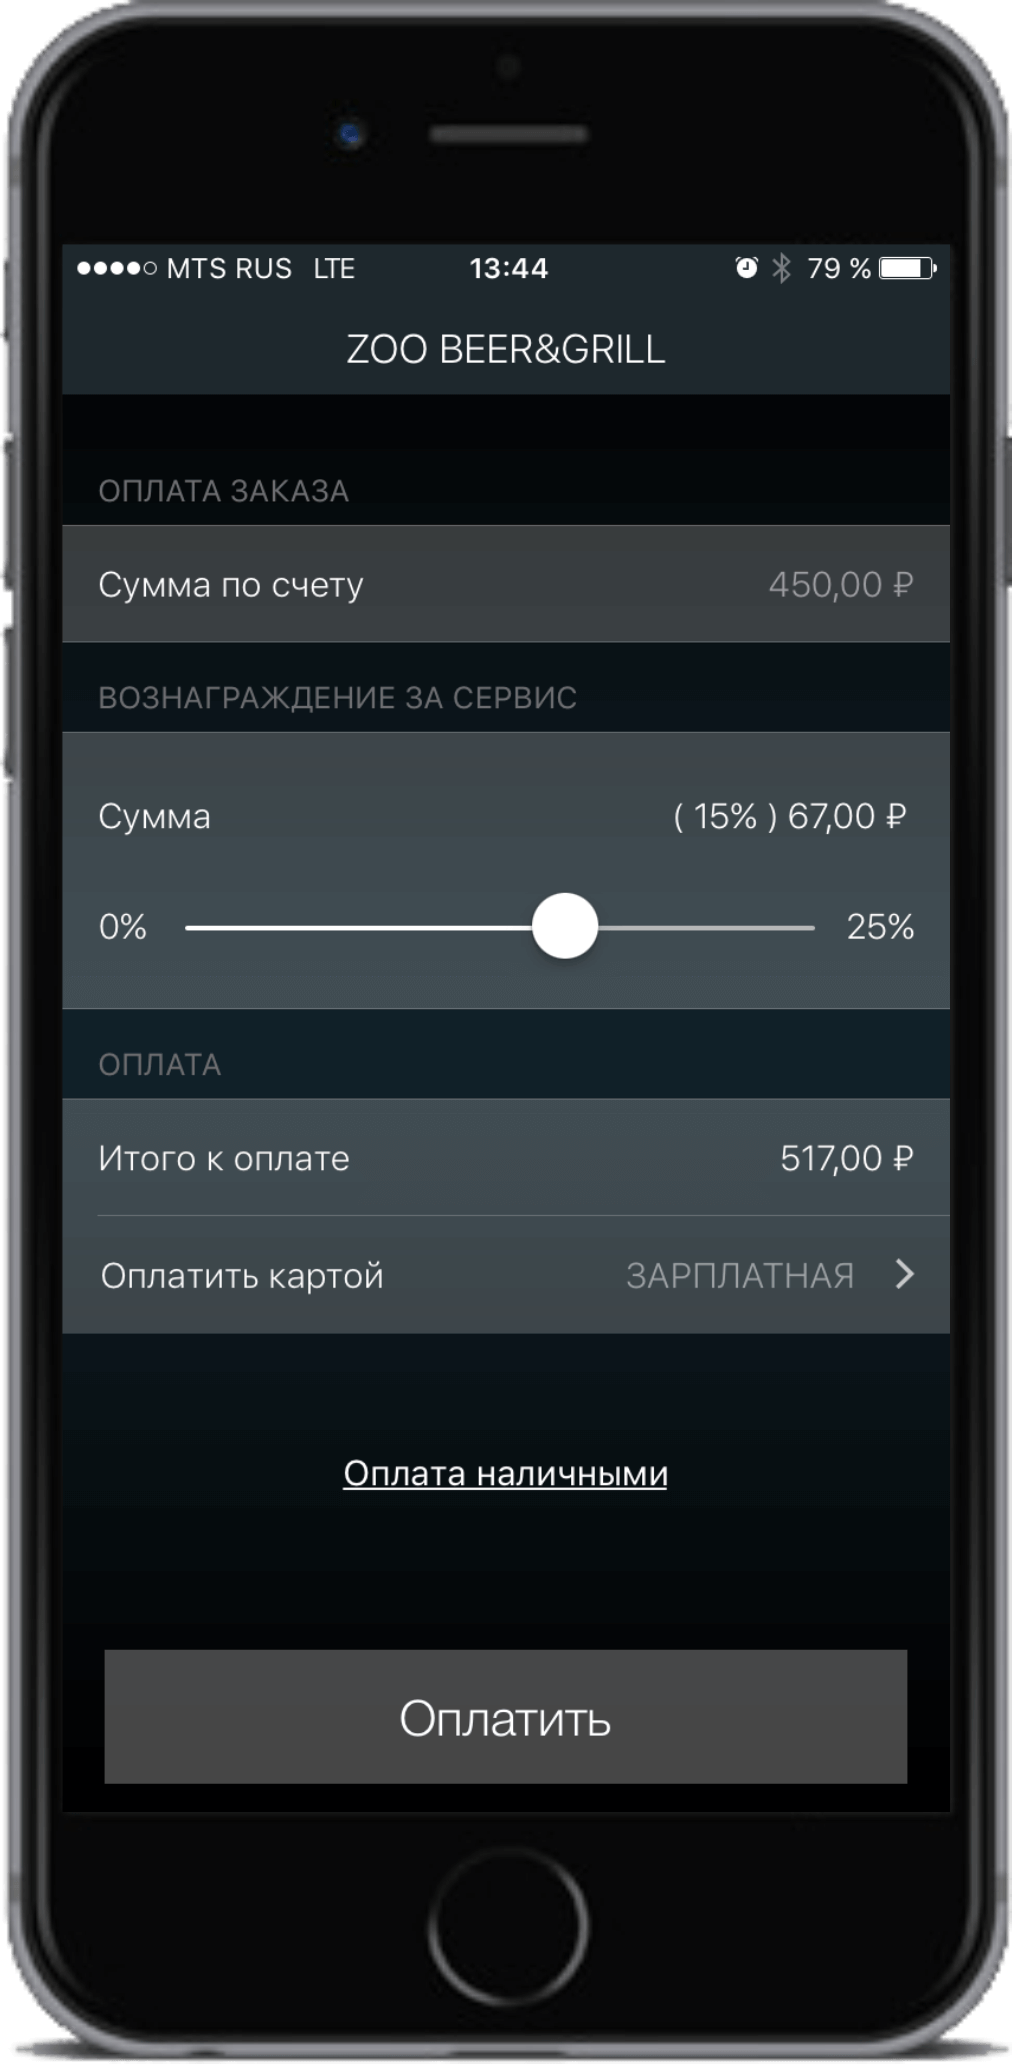 MTS RUS LTE 13:44 79 %
ZOO BEER&GRILL
ОПЛАТА ЗАКАЗА
Сумма по счету 450,00 ₽
ВОЗНАГРАЖДЕНИЕ ЗА СЕРВИС
Сумма ( 15% ) 67,00 ₽
0% 25%
ОПЛАТА
Итого к оплате 517,00 ₽
Оплатить картой ЗАРПЛАТНАЯ
Оплата наличными
Оплатить